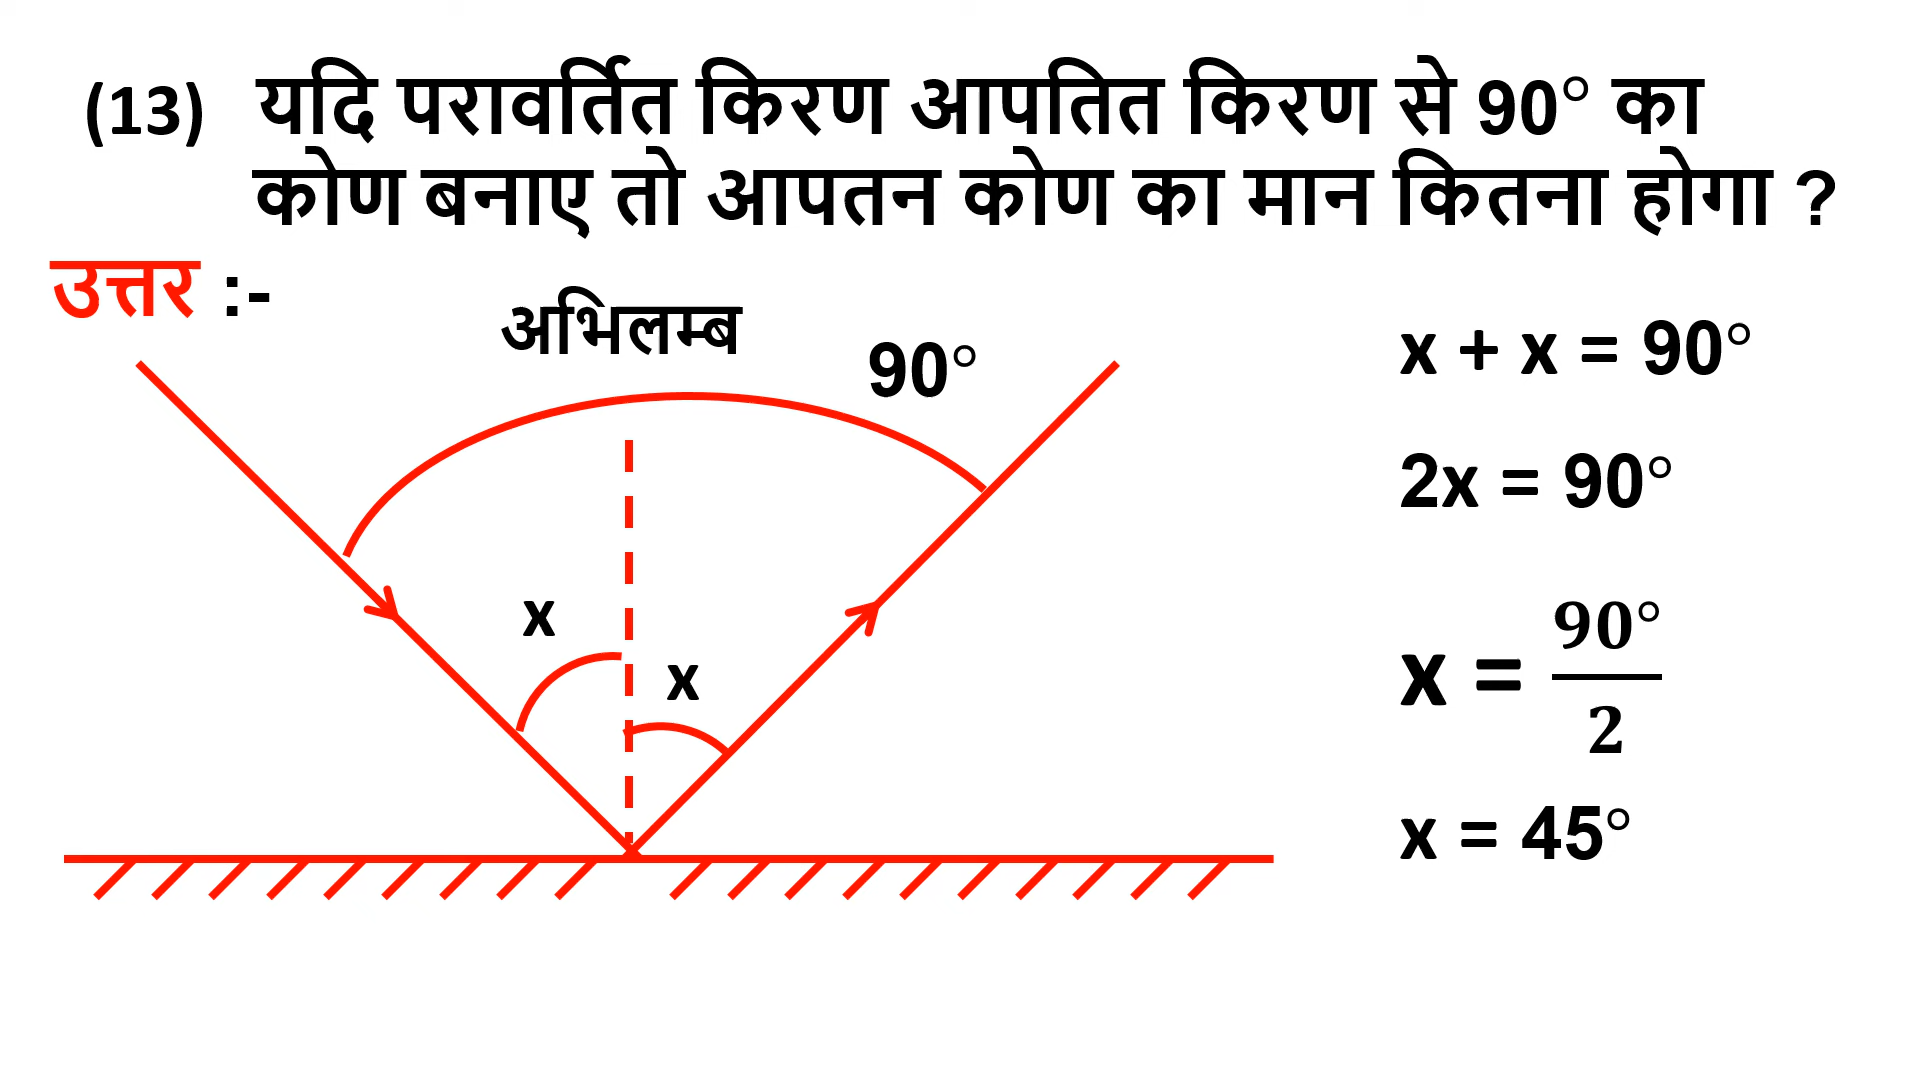 (13) यदि परावर्तित किरण आपतित किरण से 90° का
कोण बनाए तो आपतन कोण का मान कितना होगा ?
उत्तर :-
अभिलम्ब
90°
x
x
x + x = 90°
2x = 90°
x = 90°/2
x = 45°